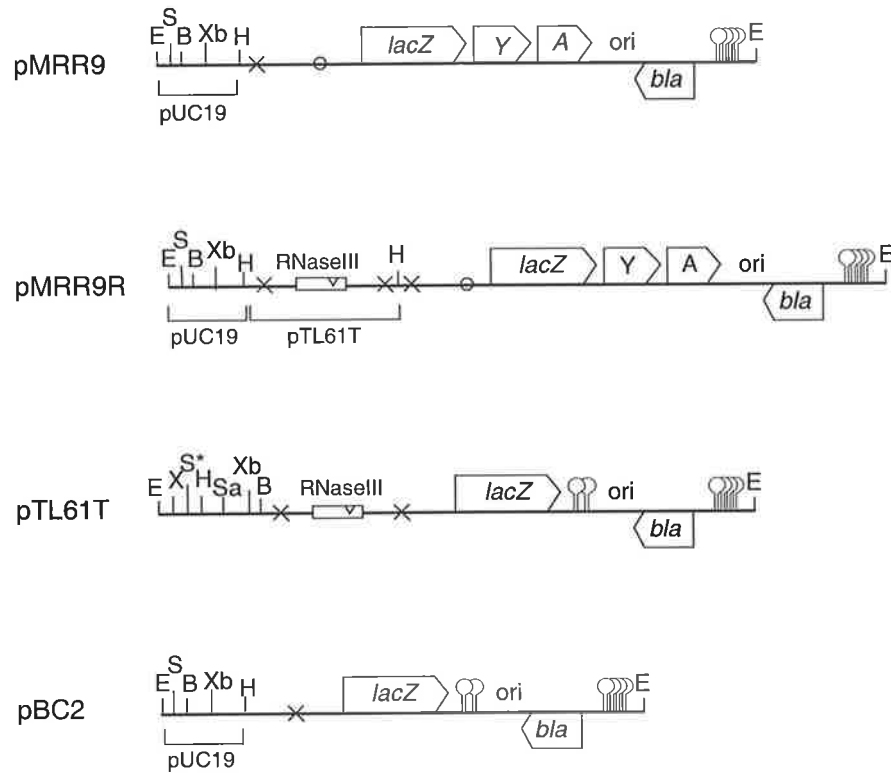 S
E B Xb H
lacZ Y A ori
pMRR9
bla
pUC19
S
E B Xb H RNaseIII H
lacZ Y A ori E
pMRR9R
bla
pUC19 pTL61T
S*
E X H Sa Xb B RNaseIII
lacZ ori E
pTL61T
bla
S
E B Xb H
lacZ ori E
pBC2
bla
pUC19
E